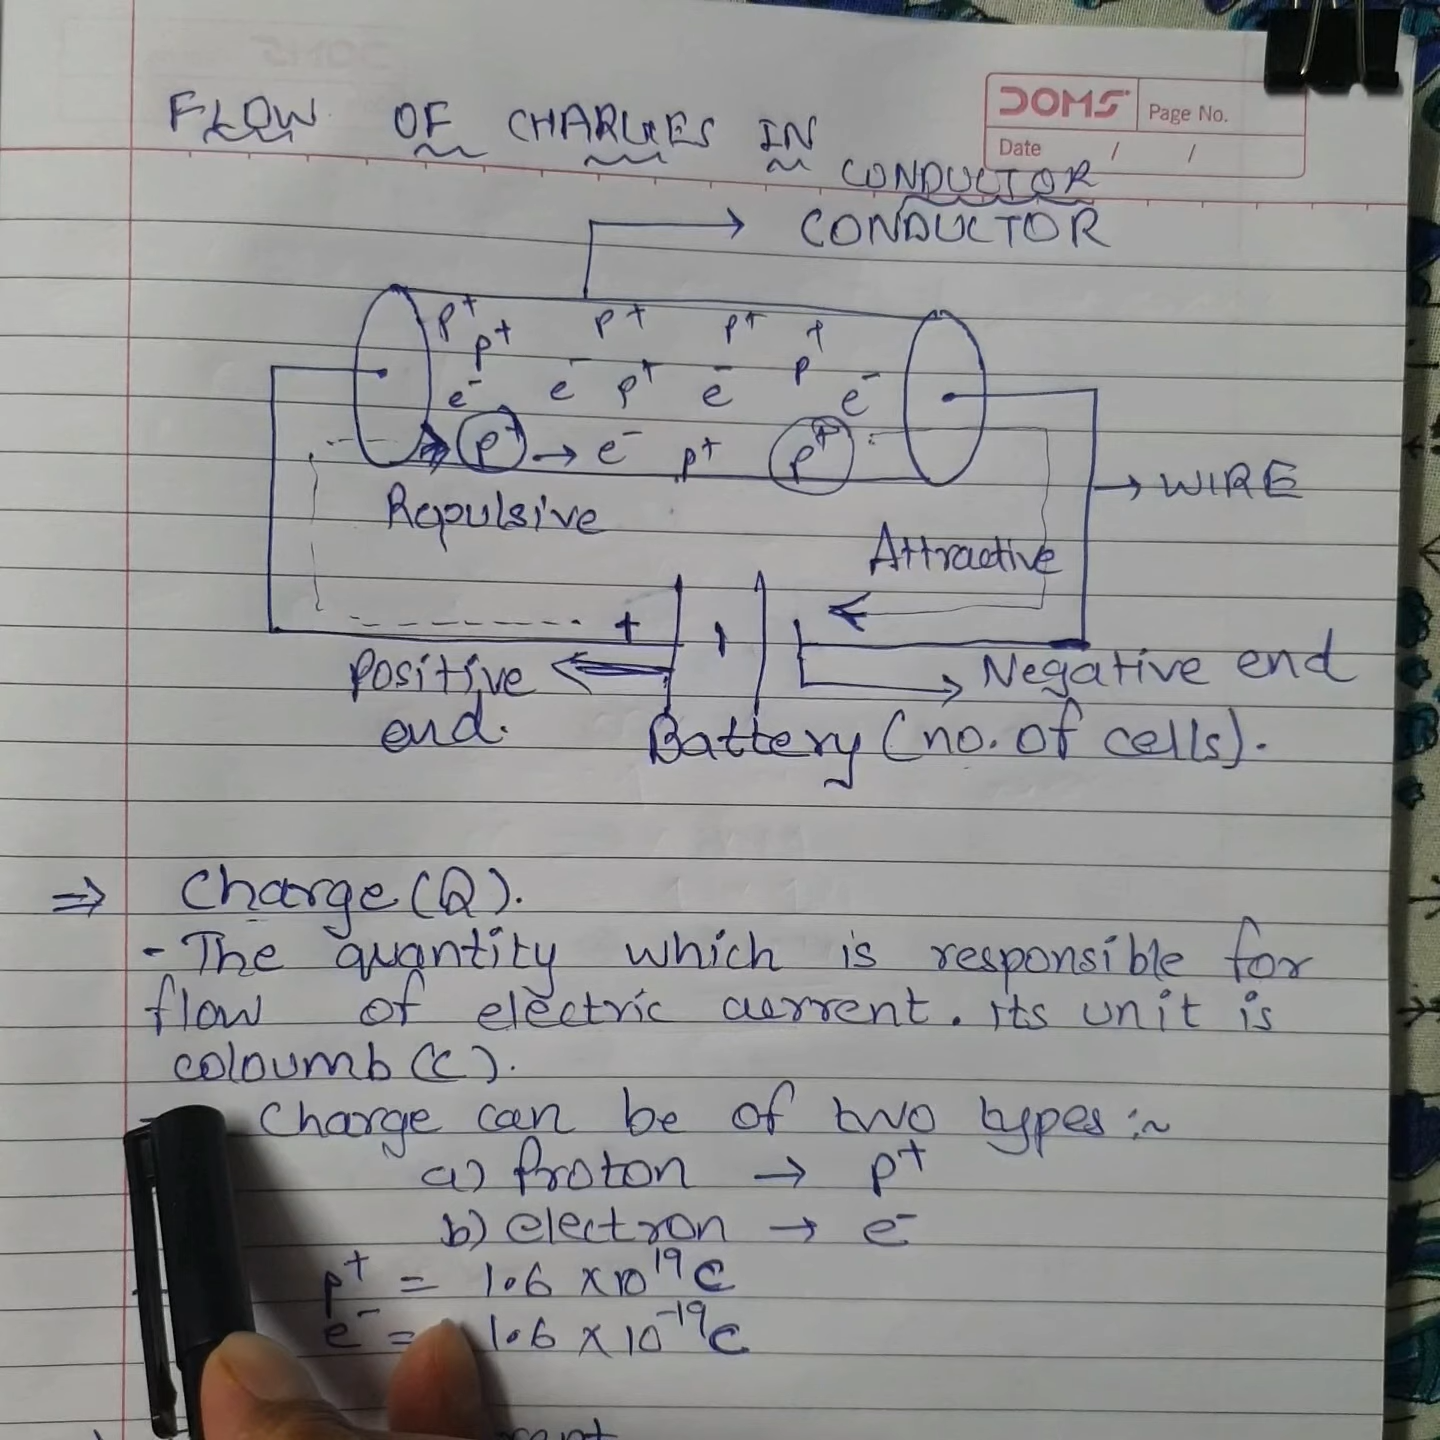 DOMS Page No.
Date / /
FLOW OF CHARGES IN
CONDUCTOR
CONDUCTOR
p+ p+ p+ p+ p+
e- e- p+ e- e-
p+ → e- p+ p+
Repulsive
→ WIRE
Attractive
+
Positive end.
Negative end
Battery (no. of cells).
⇒ Charge (Q).
- The quantity which is responsible for
flow of electric current. its unit is
coloumb (C).
Charge can be of two types :~
a) Proton → p+
b) electron → e-
p+ = 1.6 x 10^19 C
e- = 1.6 x 10^-19 C